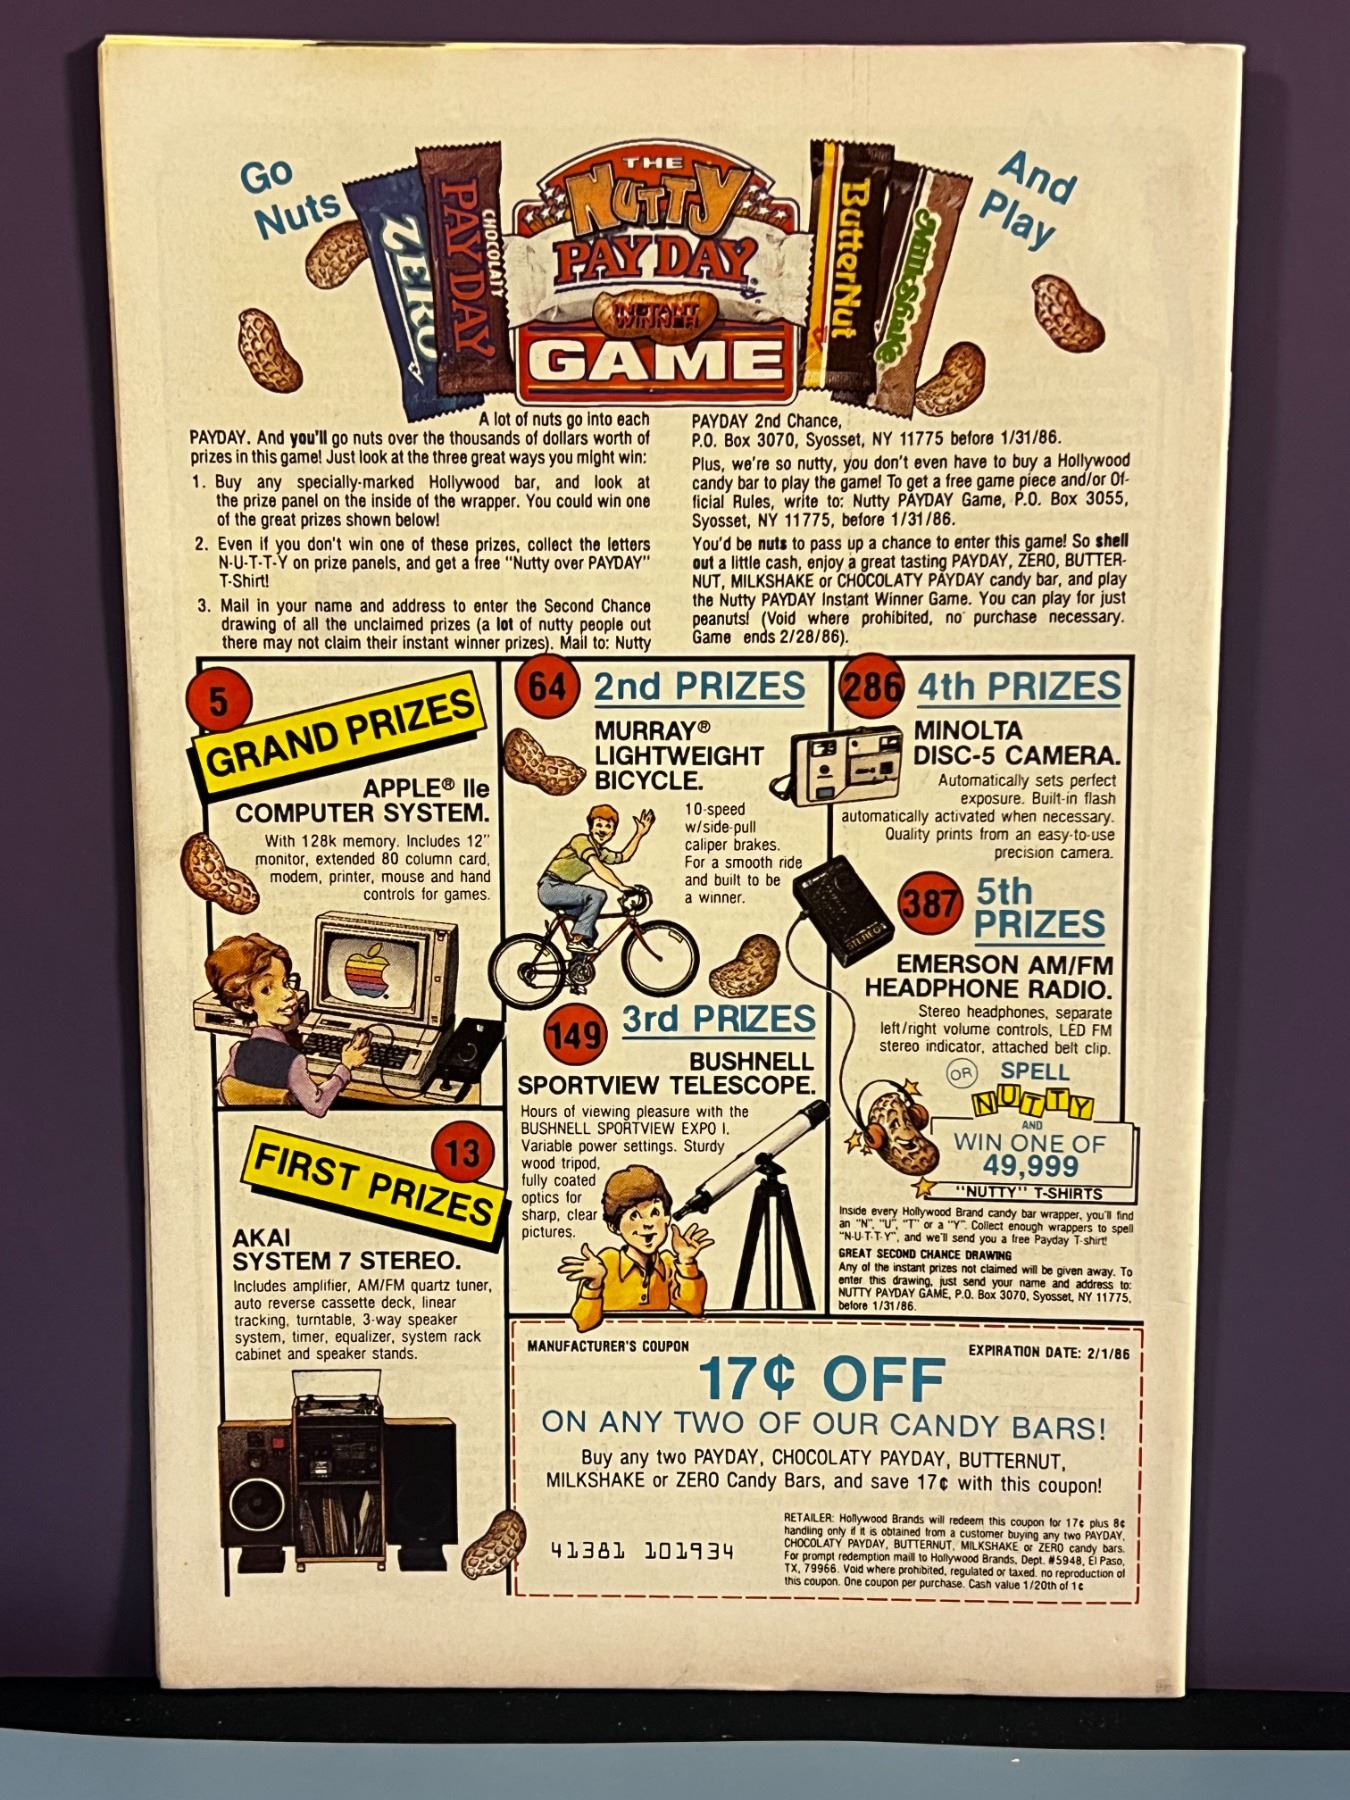 Go
Nuts
And
Play
ZERO
CHOCOLATY
PAYDAY
THE
NUTTY
PAY DAY
INSTANT
WINNER
GAME
ButterNut
MilkShake
A lot of nuts go into each
PAYDAY. And you'll go nuts over the thousands of dollars worth of
prizes in this game! Just look at the three great ways you might win:
1. Buy any specially-marked Hollywood bar, and look at
the prize panel on the inside of the wrapper. You could win one
of the great prizes shown below!
2. Even if you don't win one of these prizes, collect the letters
N-U-T-T-Y on prize panels, and get a free "Nutty over PAYDAY"
T-Shirt!
3. Mail in your name and address to enter the Second Chance
drawing of all the unclaimed prizes (a lot of nutty people out
there may not claim their instant winner prizes). Mail to: Nutty
PAYDAY 2nd Chance,
P.O. Box 3070, Syosset, NY 11775 before 1/31/86.
Plus, we're so nutty, you don't even have to buy a Hollywood
candy bar to play the game! To get a free game piece and/or Of-
ficial Rules, write to: Nutty PAYDAY Game, P.O. Box 3055,
Syosset, NY 11775, before 1/31/86.
You'd be nuts to pass up a chance to enter this game! So shell
out a little cash, enjoy a great tasting PAYDAY, ZERO, BUTTER-
NUT, MILKSHAKE or CHOCOLATY PAYDAY candy bar, and play
the Nutty PAYDAY Instant Winner Game. You can play for just
peanuts! (Void where prohibited, no purchase necessary.
Game ends 2/28/86).
5
GRAND PRIZES
APPLE® IIe
COMPUTER SYSTEM.
With 128k memory. Includes 12"
monitor, extended 80 column card,
modem, printer, mouse and hand
controls for games.
13
FIRST PRIZES
AKAI
SYSTEM 7 STEREO.
Includes amplifier, AM/FM quartz tuner,
auto reverse cassette deck, linear
tracking, turntable, 3-way speaker
system, timer, equalizer, system rack
cabinet and speaker stands.
64
2nd PRIZES
MURRAY®
LIGHTWEIGHT
BICYCLE.
10-speed
w/side-pull
caliper brakes.
For a smooth ride
and built to be
a winner.
149
3rd PRIZES
BUSHNELL
SPORTVIEW TELESCOPE.
Hours of viewing pleasure with the
BUSHNELL SPORTVIEW EXPO I.
Variable power settings. Sturdy
wood tripod,
fully coated
optics for
sharp, clear
pictures.
286
4th PRIZES
MINOLTA
DISC-5 CAMERA.
Automatically sets perfect
exposure. Built-in flash
automatically activated when necessary.
Quality prints from an easy-to-use
precision camera.
STEREO
387
5th
PRIZES
EMERSON AM/FM
HEADPHONE RADIO.
Stereo headphones, separate
left/right volume controls, LED FM
stereo indicator, attached belt clip.
OR
SPELL
NUTTY
AND
WIN ONE OF
49,999
"NUTTY" T-SHIRTS
Inside every Hollywood Brand candy bar wrapper, you'll find
an "N", "U", "T" or a "Y". Collect enough wrappers to spell
"N-U-T-T-Y", and we'll send you a free Payday T-shirt!
GREAT SECOND CHANCE DRAWING
Any of the instant prizes not claimed will be given away. To
enter this drawing, just send your name and address to:
NUTTY PAYDAY GAME, P.O. Box 3070, Syosset, NY 11775,
before 1/31/86.
MANUFACTURER'S COUPON
EXPIRATION DATE: 2/1/86
17¢ OFF
ON ANY TWO OF OUR CANDY BARS!
Buy any two PAYDAY, CHOCOLATY PAYDAY, BUTTERNUT,
MILKSHAKE or ZERO Candy Bars, and save 17¢ with this coupon!
41381 101934
RETAILER: Hollywood Brands will redeem this coupon for 17¢ plus 8¢
handling only if it is obtained from a customer buying any two PAYDAY,
CHOCOLATY PAYDAY, BUTTERNUT, MILKSHAKE or ZERO candy bars.
For prompt redemption maill to Hollywood Brands, Dept. #5948, El Paso,
TX, 79966. Void where prohibited, regulated or taxed. no reproduction of
this coupon. One coupon per purchase. Cash value 1/20th of 1¢